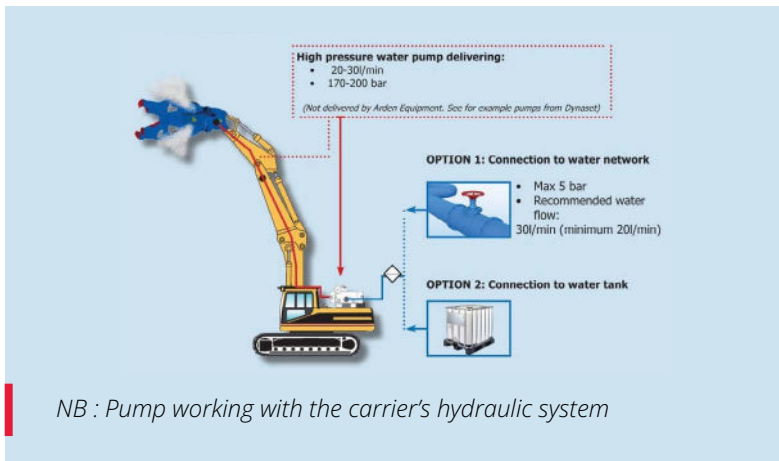 High pressure water pump delivering:
• 20-30l/min
• 170-200 bar
(Not delivered by Arden Equipment. See for example pumps from Dynaset)
OPTION 1: Connection to water network
• Max 5 bar
• Recommended water
flow:
30l/min (minimum 20l/min)
OPTION 2: Connection to water tank
NB : Pump working with the carrier's hydraulic system